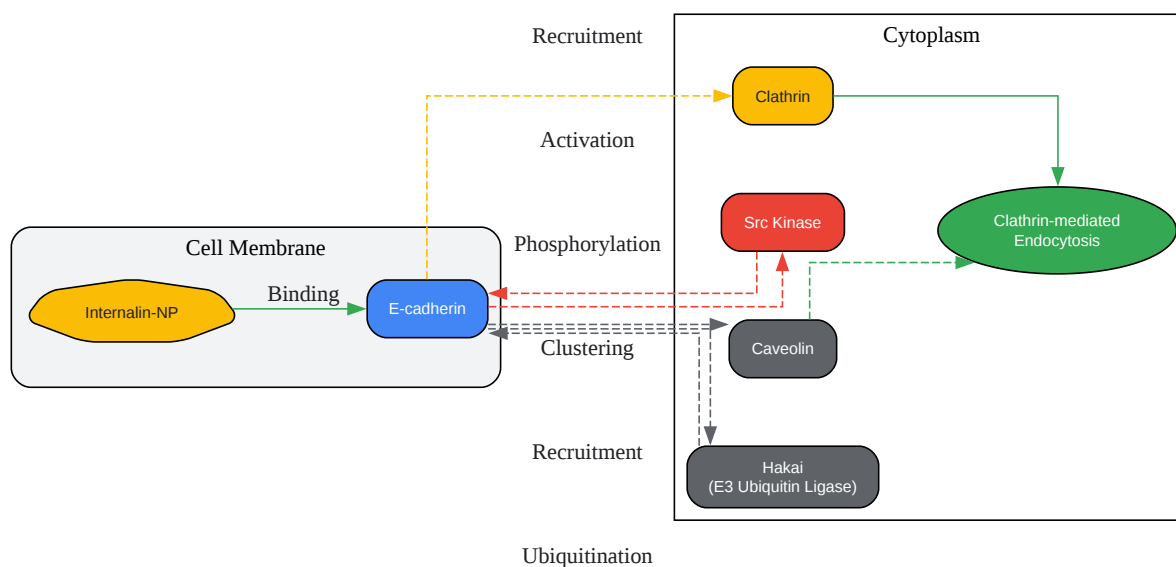 Recruitment
Cytoplasm
Clathrin
Activation
Src Kinase
Clathrin-mediated
Endocytosis
Cell Membrane
Phosphorylation
Binding
Internalin-NP
E-cadherin
Clustering
Caveolin
Recruitment
Hakai
(E3 Ubiquitin Ligase)
Ubiquitination